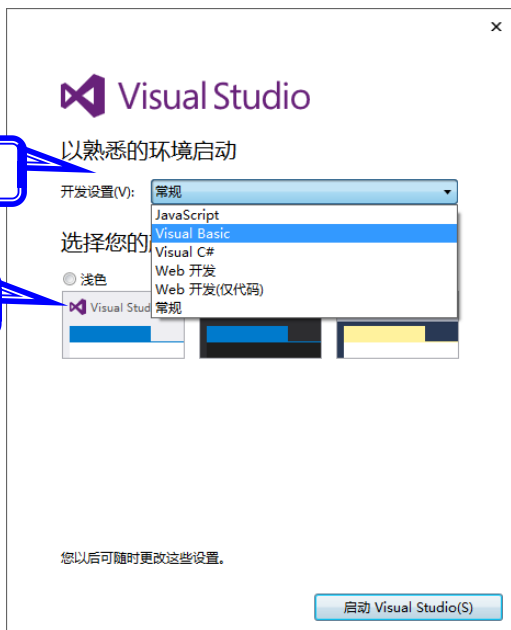 Visual Studio
以熟悉的环境启动
开发设置(V):
常规
JavaScript
Visual Basic
Visual C#
Web 开发
Web 开发(仅代码)
常规
选择您的
浅色
Visual Stud
您以后可随时更改这些设置。
启动 Visual Studio(S)